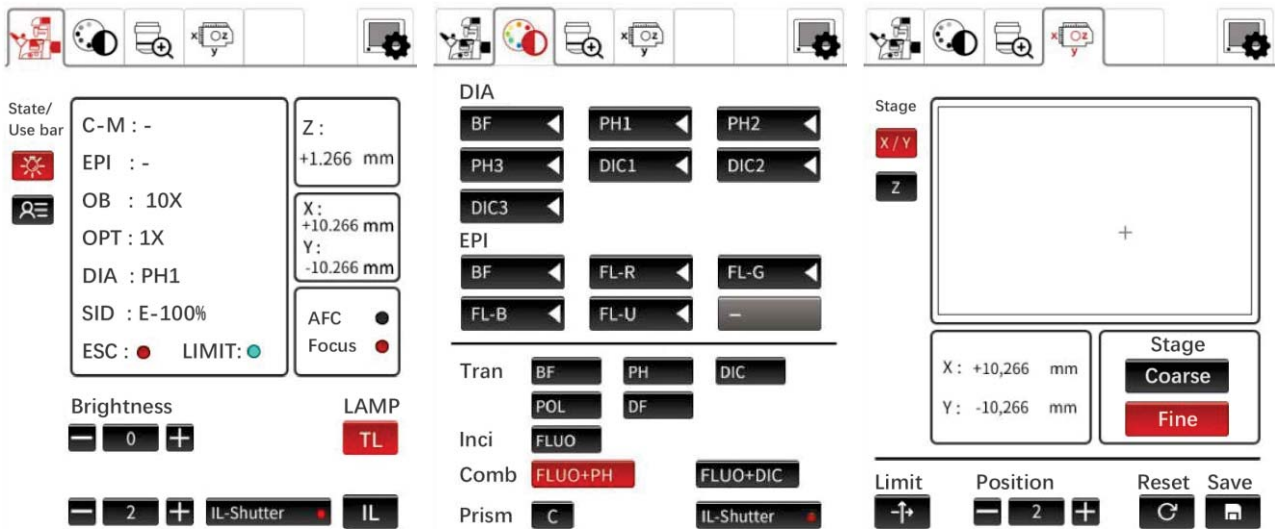 x z
y
State/
Use bar
C-M : -
EPI : -
OB : 10X
OPT : 1X
DIA : PH1
SID : E-100%
ESC : LIMIT:
Z :
+1.266 mm
X :
+10.266 mm
Y :
-10.266 mm
AFC
Focus
Brightness
LAMP
- 0 +
TL
- 2 +
IL-Shutter
IL
x z
y
DIA
BF PH1 PH2
PH3 DIC1 DIC2
DIC3
EPI
BF FL-R FL-G
FL-B FL-U -
Tran BF PH DIC
POL DF
Inci FLUO
Comb FLUO+PH FLUO+DIC
Prism C IL-Shutter
x z
y
Stage
X / Y
Z
X : +10,266 mm
Y : -10,266 mm
Stage
Coarse
Fine
Limit Position Reset Save
- 2 +